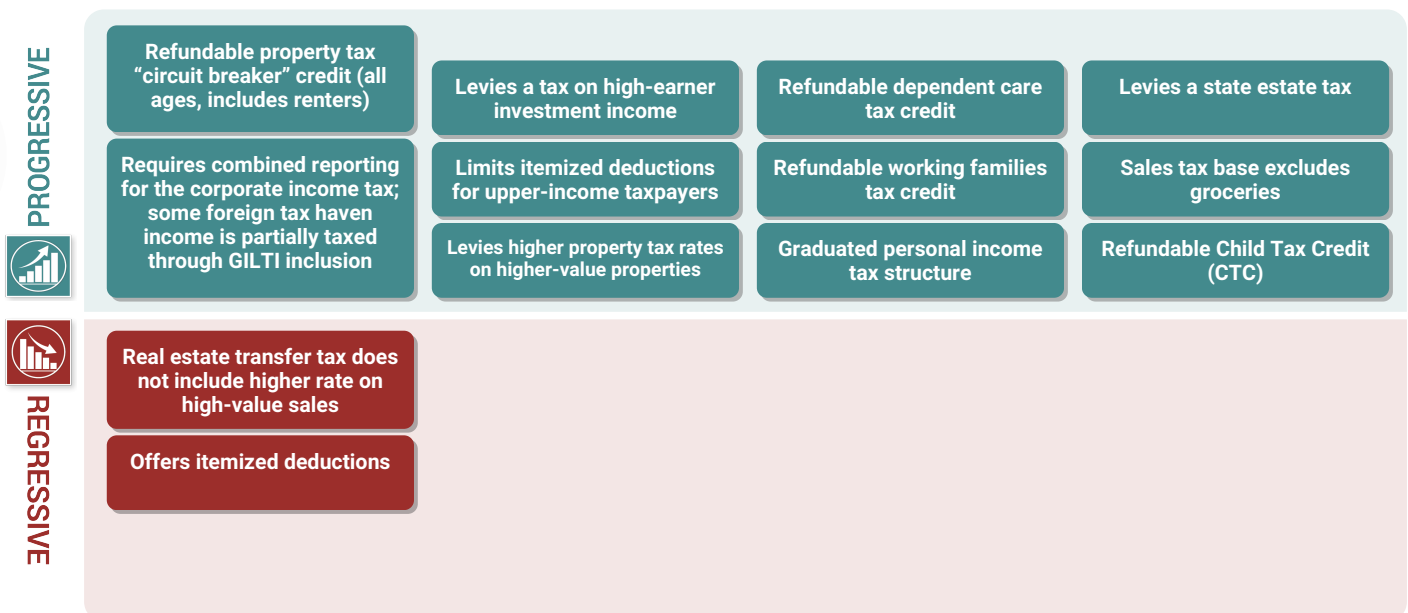 PROGRESSIVE
Refundable property tax
“circuit breaker” credit (all
ages, includes renters)
Requires combined reporting
for the corporate income tax;
some foreign tax haven
income is partially taxed
through GILTI inclusion
Levies a tax on high-earner
investment income
Limits itemized deductions
for upper-income taxpayers
Levies higher property tax rates
on higher-value properties
Refundable dependent care
tax credit
Refundable working families
tax credit
Graduated personal income
tax structure
Levies a state estate tax
Sales tax base excludes
groceries
Refundable Child Tax Credit
(CTC)
REGRESSIVE
Real estate transfer tax does
not include higher rate on
high-value sales
Offers itemized deductions